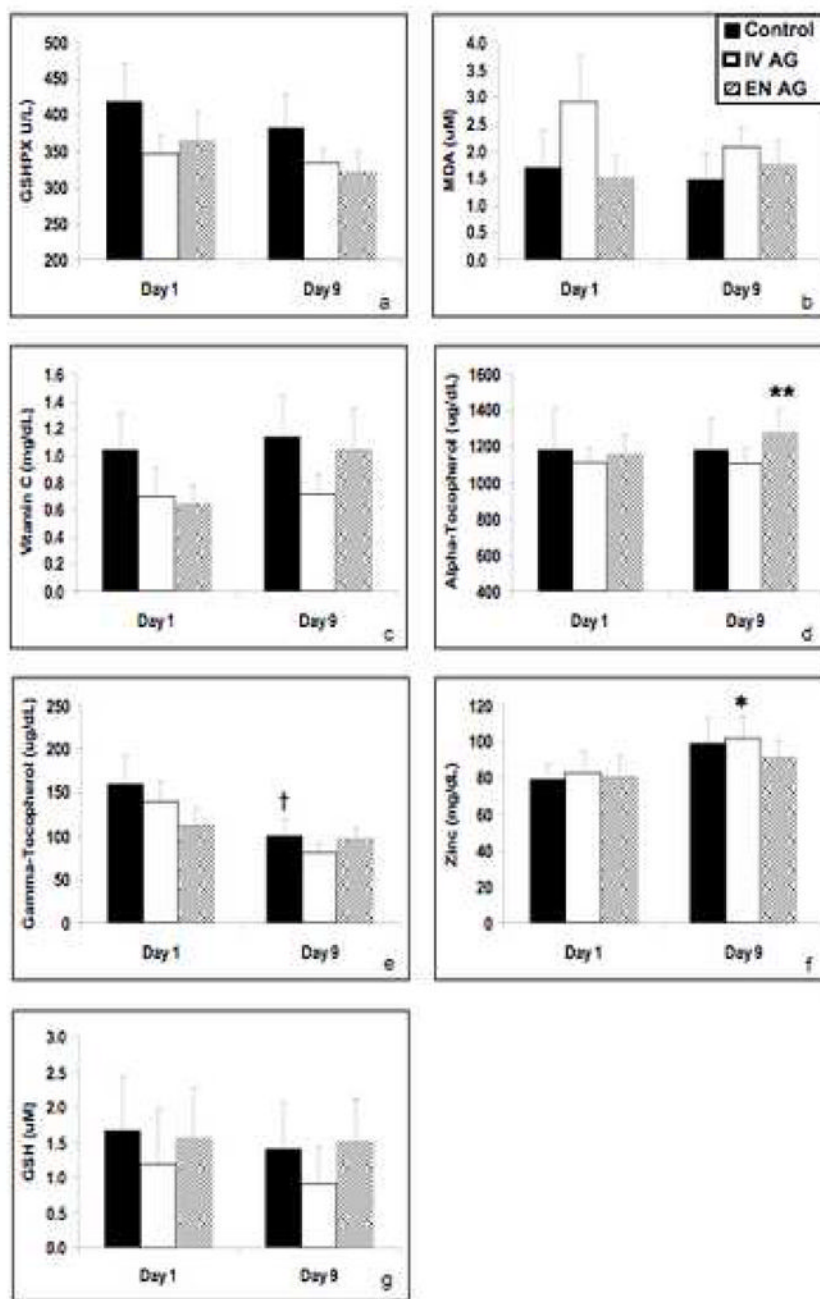 GSHPX U/L
500
450
400
350
300
250
200
Day 1
Day 9
a
MDA (uM)
4.0
3.5
3.0
2.5
2.0
1.5
1.0
0.5
0.0
Day 1
Day 9
b
Control
IV AG
EN AG
Vitamin C (mg/dL)
1.6
1.4
1.2
1.0
0.8
0.6
0.4
0.2
0.0
Day 1
Day 9
c
Alpha-Tocopherol (ug/dL)
1600
1400
1200
1000
800
600
400
**
Day 1
Day 9
d
Gamma-Tocopherol (ug/dL)
250
200
150
100
50
0
†
Day 1
Day 9
e
Zinc (mg/dL)
120
100
80
60
40
20
0
*
Day 1
Day 9
f
GSH (uM)
3.0
2.5
2.0
1.5
1.0
0.5
0.0
Day 1
Day 9
g